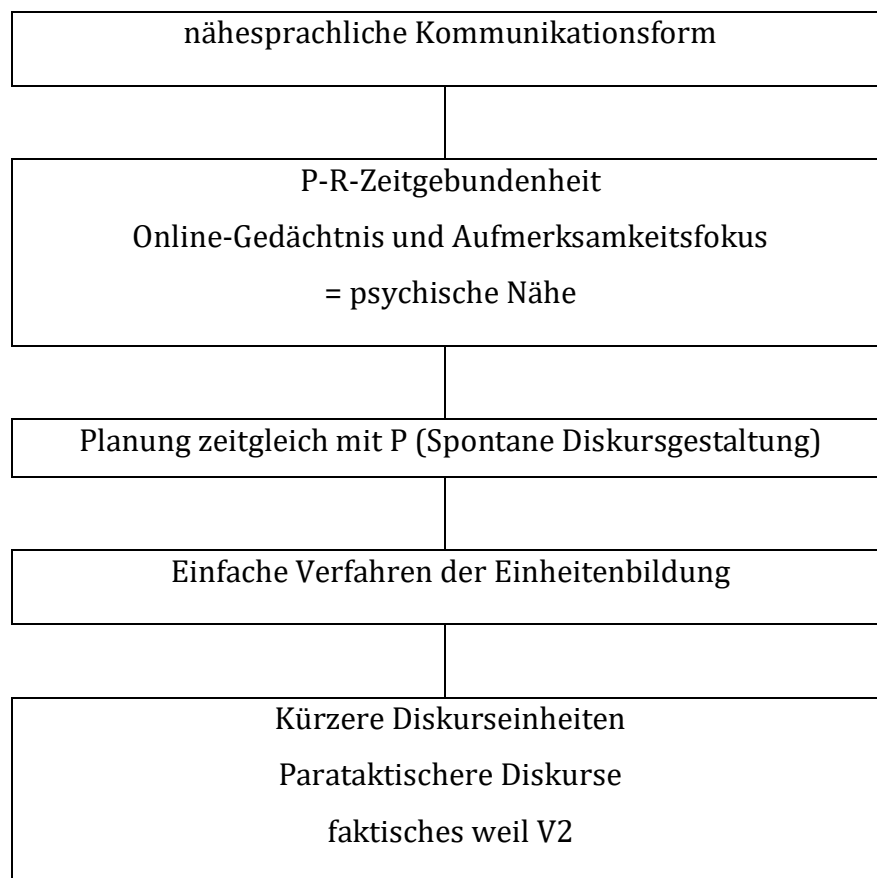 nähesprachliche Kommunikationsform
P-R-Zeitgebundenheit
Online-Gedächtnis und Aufmerksamkeitsfokus
= psychische Nähe
Planung zeitgleich mit P (Spontane Diskursgestaltung)
Einfache Verfahren der Einheitenbildung
Kürzere Diskurseinheiten
Parataktischere Diskurse
faktisches weil V2